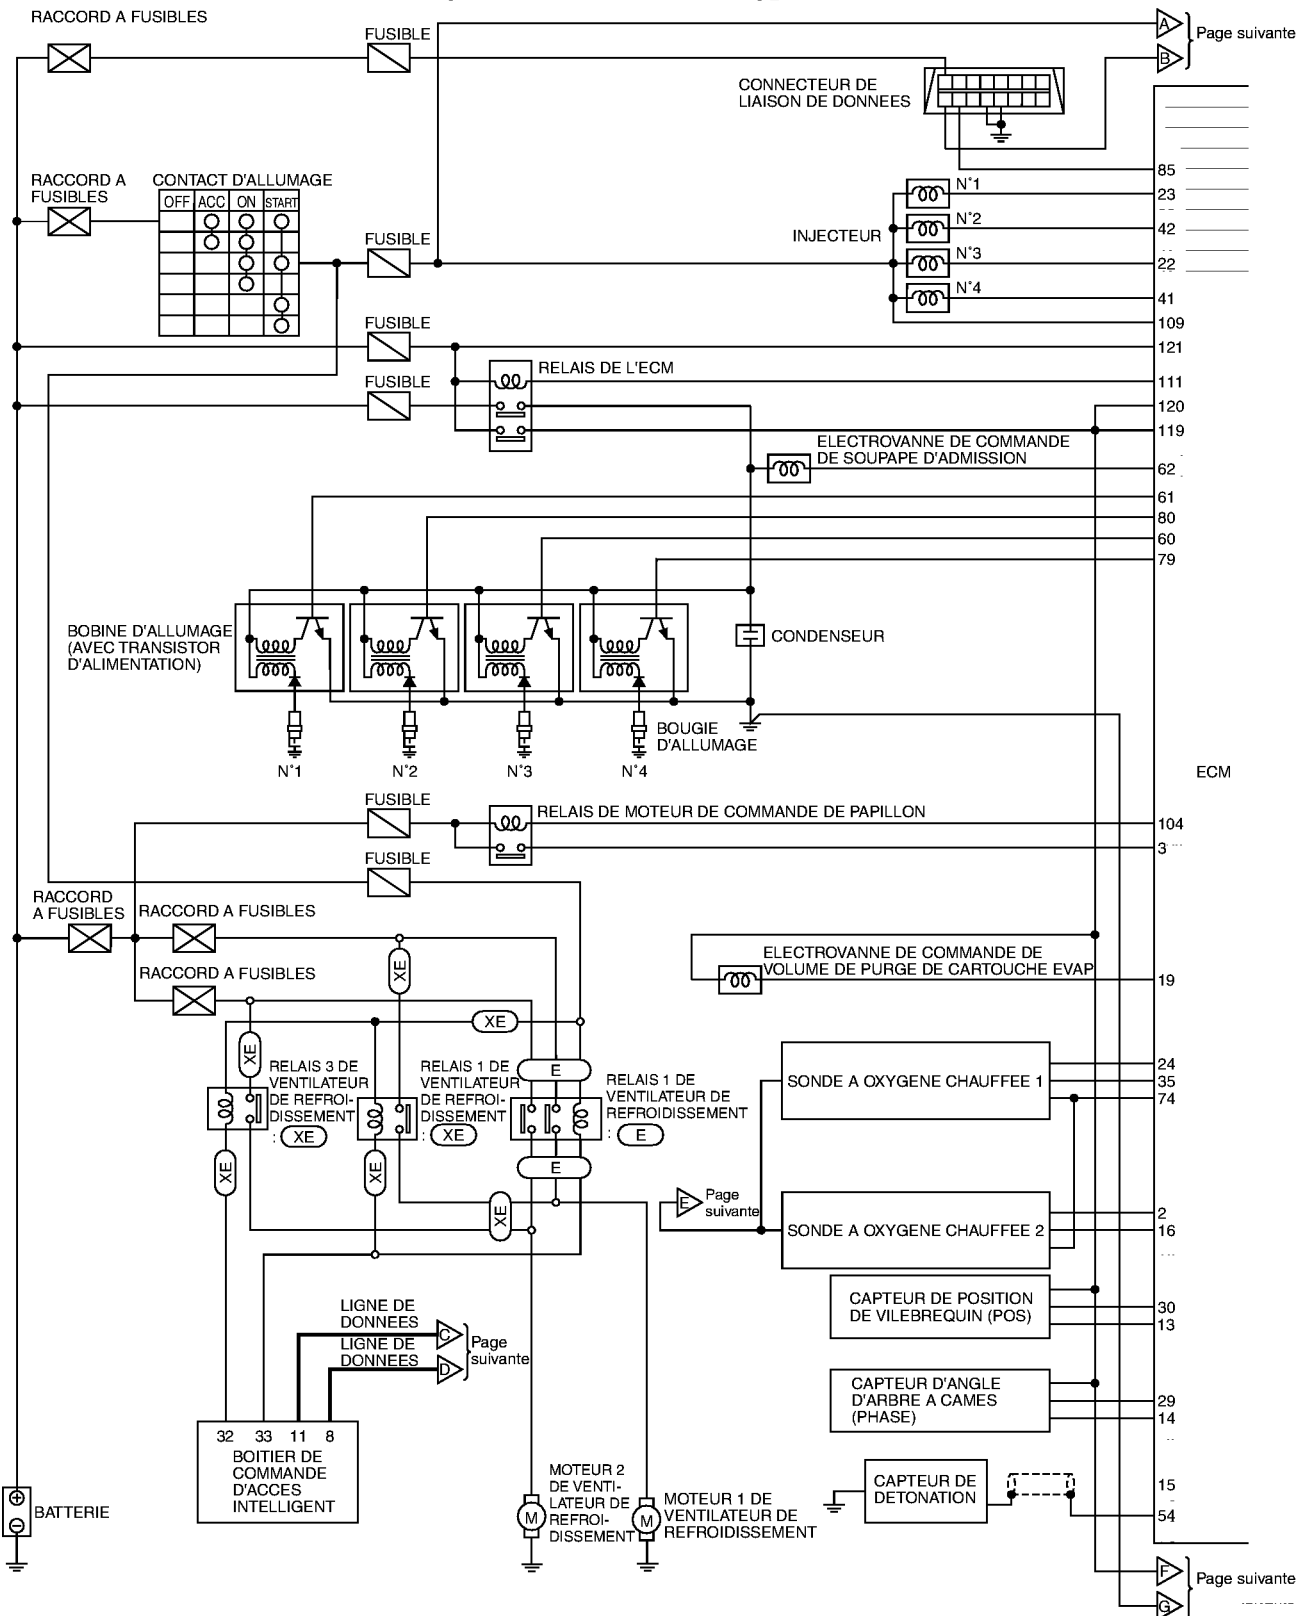 RACCORD A FUSIBLES
FUSIBLE
A
B
Page suivante
CONNECTEUR DE
LIAISON DE DONNEES
85
RACCORD A
FUSIBLES
CONTACT D'ALLUMAGE
OFF ACC ON START
FUSIBLE
INJECTEUR
N°1
23
N°2
42
N°3
22
N°4
41
109
FUSIBLE
121
RELAIS DE L'ECM
111
FUSIBLE
120
119
ELECTROVANNE DE COMMANDE
DE SOUPAPE D'ADMISSION
62
61
80
60
79
BOBINE D'ALLUMAGE
(AVEC TRANSISTOR
D'ALIMENTATION)
CONDENSEUR
BOUGIE
D'ALLUMAGE
N°1
N°2
N°3
N°4
ECM
FUSIBLE
RELAIS DE MOTEUR DE COMMANDE DE PAPILLON
104
3
FUSIBLE
RACCORD
A FUSIBLES
RACCORD A FUSIBLES
RACCORD A FUSIBLES
ELECTROVANNE DE COMMANDE DE
VOLUME DE PURGE DE CARTOUCHE EVAP
19
XE
XE
XE
E
RELAIS 3 DE
VENTILATEUR
DE REFROI-
DISSEMENT
: XE
RELAIS 1 DE
VENTILATEUR
DE REFROI-
DISSEMENT
: XE
RELAIS 1 DE
VENTILATEUR DE
REFROIDISSEMENT
: E
SONDE A OXYGENE CHAUFFEE 1
24
35
74
XE
XE
E
XE
E
Page
suivante
SONDE A OXYGENE CHAUFFEE 2
2
16
CAPTEUR DE POSITION
DE VILEBREQUIN (POS)
30
13
LIGNE DE
DONNEES
C
LIGNE DE
DONNEES
D
Page
suivante
CAPTEUR D'ANGLE
D'ARBRE A CAMES
(PHASE)
29
14
32 33 11 8
BOITIER DE
COMMANDE
D'ACCES
INTELLIGENT
BATTERIE
MOTEUR 2
DE VENTI-
LATEUR DE
REFROI-
DISSEMENT
M
M
MOTEUR 1 DE
VENTILATEUR DE
REFROIDISSEMENT
CAPTEUR DE
DETONATION
15
54
F
G
Page suivante